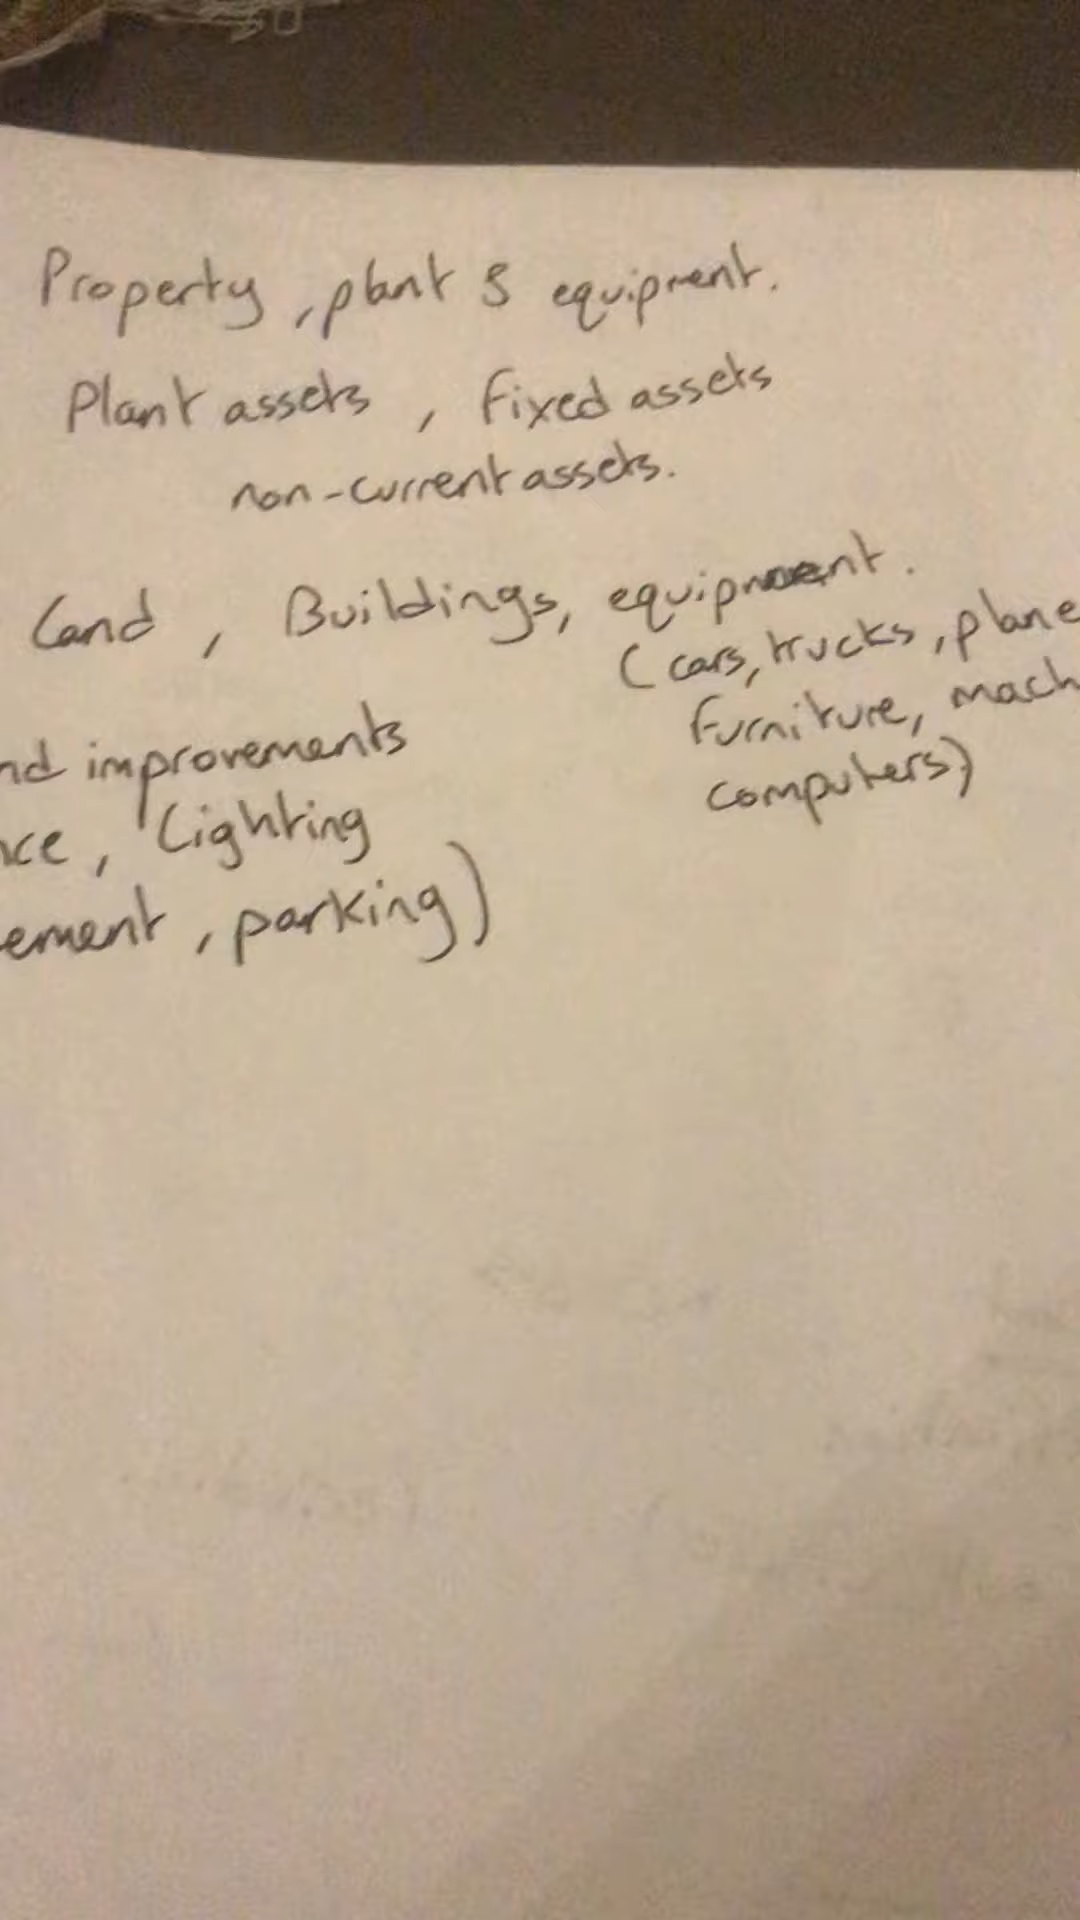 Property, plant & equipment.
Plant assets, fixed assets
non-current assets.
Land, Buildings, equipment.
(cars, trucks, plane
furniture, mach
computers)
nd improvements
nce, Lighting
ement, parking)